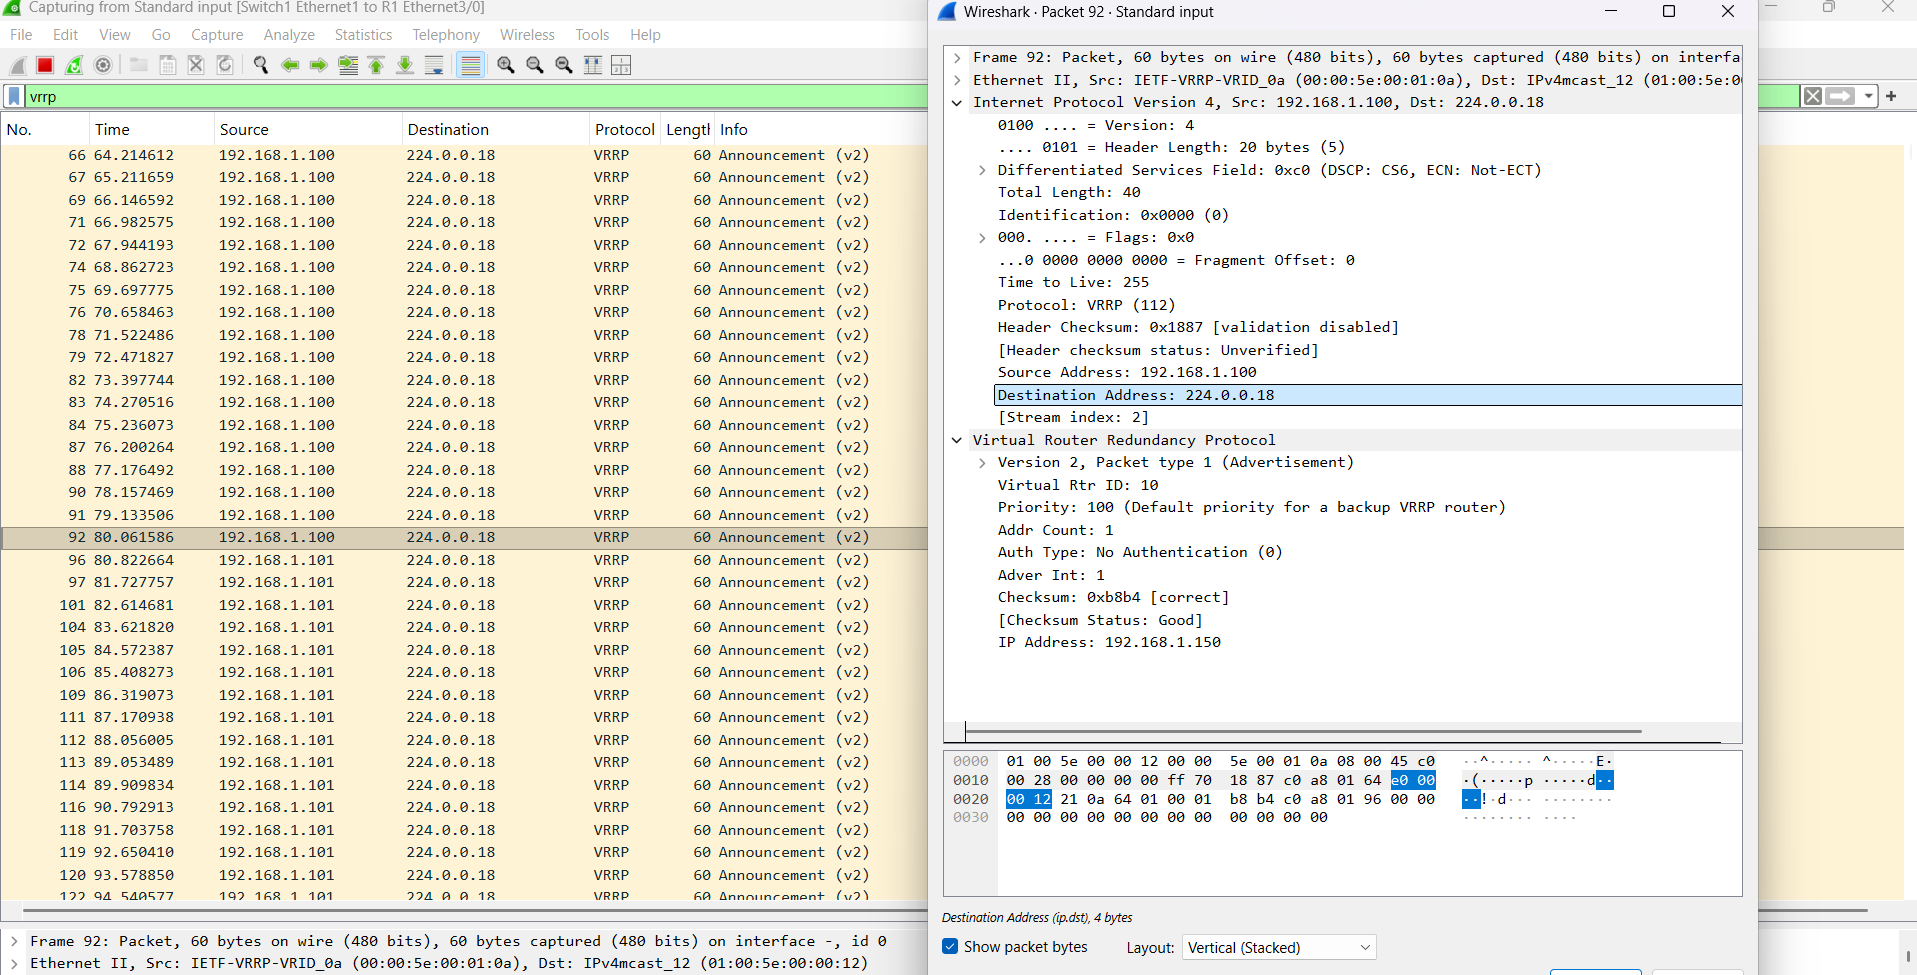 Capturing from Standard input [Switch1 Ethernet1 to R1 Ethernet3/0]
File Edit View Go Capture Analyze Statistics Telephony Wireless Tools Help
vrrp
No. Time Source Destination Protocol Lengt Info
66 64.214612 192.168.1.100 224.0.0.18 VRRP 60 Announcement (v2)
67 65.211659 192.168.1.100 224.0.0.18 VRRP 60 Announcement (v2)
69 66.146592 192.168.1.100 224.0.0.18 VRRP 60 Announcement (v2)
71 66.982575 192.168.1.100 224.0.0.18 VRRP 60 Announcement (v2)
72 67.944193 192.168.1.100 224.0.0.18 VRRP 60 Announcement (v2)
74 68.862723 192.168.1.100 224.0.0.18 VRRP 60 Announcement (v2)
75 69.697775 192.168.1.100 224.0.0.18 VRRP 60 Announcement (v2)
76 70.658463 192.168.1.100 224.0.0.18 VRRP 60 Announcement (v2)
78 71.522486 192.168.1.100 224.0.0.18 VRRP 60 Announcement (v2)
79 72.471827 192.168.1.100 224.0.0.18 VRRP 60 Announcement (v2)
82 73.397744 192.168.1.100 224.0.0.18 VRRP 60 Announcement (v2)
83 74.270516 192.168.1.100 224.0.0.18 VRRP 60 Announcement (v2)
84 75.236073 192.168.1.100 224.0.0.18 VRRP 60 Announcement (v2)
87 76.200264 192.168.1.100 224.0.0.18 VRRP 60 Announcement (v2)
88 77.176492 192.168.1.100 224.0.0.18 VRRP 60 Announcement (v2)
90 78.157469 192.168.1.100 224.0.0.18 VRRP 60 Announcement (v2)
91 79.133506 192.168.1.100 224.0.0.18 VRRP 60 Announcement (v2)
92 80.061586 192.168.1.100 224.0.0.18 VRRP 60 Announcement (v2)
96 80.822664 192.168.1.101 224.0.0.18 VRRP 60 Announcement (v2)
97 81.727757 192.168.1.101 224.0.0.18 VRRP 60 Announcement (v2)
101 82.614681 192.168.1.101 224.0.0.18 VRRP 60 Announcement (v2)
104 83.621820 192.168.1.101 224.0.0.18 VRRP 60 Announcement (v2)
105 84.572387 192.168.1.101 224.0.0.18 VRRP 60 Announcement (v2)
106 85.408273 192.168.1.101 224.0.0.18 VRRP 60 Announcement (v2)
109 86.319073 192.168.1.101 224.0.0.18 VRRP 60 Announcement (v2)
111 87.170938 192.168.1.101 224.0.0.18 VRRP 60 Announcement (v2)
112 88.056005 192.168.1.101 224.0.0.18 VRRP 60 Announcement (v2)
113 89.053489 192.168.1.101 224.0.0.18 VRRP 60 Announcement (v2)
114 89.909834 192.168.1.101 224.0.0.18 VRRP 60 Announcement (v2)
116 90.792913 192.168.1.101 224.0.0.18 VRRP 60 Announcement (v2)
118 91.703758 192.168.1.101 224.0.0.18 VRRP 60 Announcement (v2)
119 92.650410 192.168.1.101 224.0.0.18 VRRP 60 Announcement (v2)
120 93.578850 192.168.1.101 224.0.0.18 VRRP 60 Announcement (v2)
122 94.540577 192.168.1.101 224.0.0.18 VRRP 60 Announcement (v2)
Frame 92: Packet, 60 bytes on wire (480 bits), 60 bytes captured (480 bits) on interface -, id 0
Ethernet II, Src: IETF-VRRP-VRID_0a (00:00:5e:00:01:0a), Dst: IPv4mcast_12 (01:00:5e:00:00:12)
Wireshark · Packet 92 · Standard input
Frame 92: Packet, 60 bytes on wire (480 bits), 60 bytes captured (480 bits) on interfa
Ethernet II, Src: IETF-VRRP-VRID_0a (00:00:5e:00:01:0a), Dst: IPv4mcast_12 (01:00:5e:0
Internet Protocol Version 4, Src: 192.168.1.100, Dst: 224.0.0.18
0100 .... = Version: 4
.... 0101 = Header Length: 20 bytes (5)
Differentiated Services Field: 0xc0 (DSCP: CS6, ECN: Not-ECT)
Total Length: 40
Identification: 0x0000 (0)
000. .... = Flags: 0x0
...0 0000 0000 0000 = Fragment Offset: 0
Time to Live: 255
Protocol: VRRP (112)
Header Checksum: 0x1887 [validation disabled]
[Header checksum status: Unverified]
Source Address: 192.168.1.100
Destination Address: 224.0.0.18
[Stream index: 2]
Virtual Router Redundancy Protocol
Version 2, Packet type 1 (Advertisement)
Virtual Rtr ID: 10
Priority: 100 (Default priority for a backup VRRP router)
Addr Count: 1
Auth Type: No Authentication (0)
Adver Int: 1
Checksum: 0xb8b4 [correct]
[Checksum Status: Good]
IP Address: 192.168.1.150
0000 01 00 5e 00 00 12 00 00 5e 00 01 0a 08 00 45 c0 ··^····· ^·····E·
0010 00 28 00 00 00 00 ff 70 18 87 c0 a8 01 64 e0 00 ·(·····p ·····d··
0020 00 12 21 0a 64 01 00 01 b8 b4 c0 a8 01 96 00 00 ··!·d··· ········
0030 00 00 00 00 00 00 00 00 00 00 00 00 ········ ····
Destination Address (ip.dst), 4 bytes
Show packet bytes Layout: Vertical (Stacked)